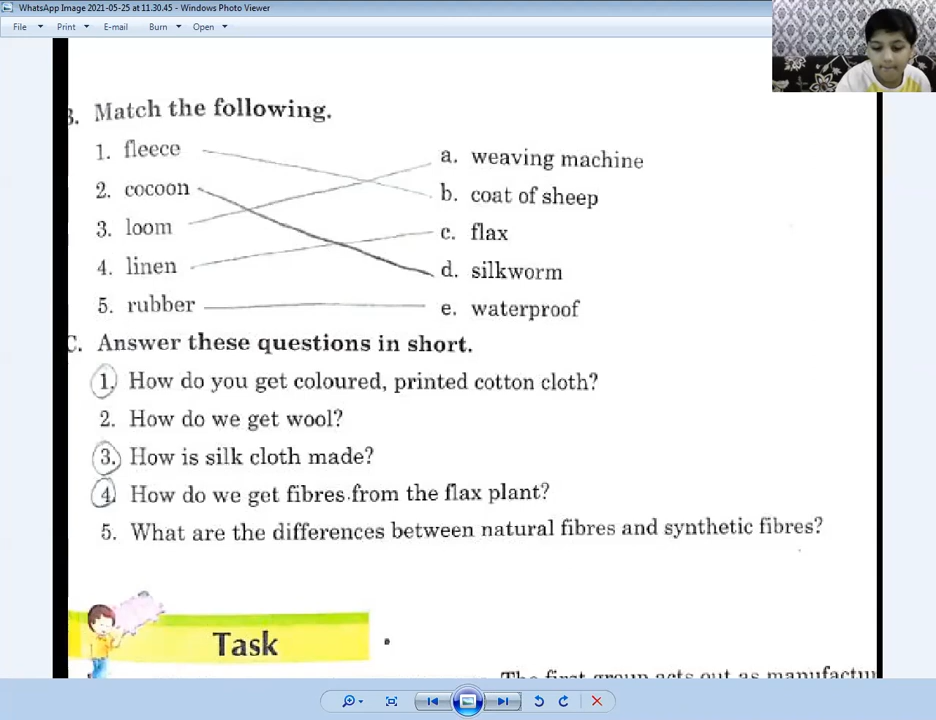 WhatsApp Image 2021-05-25 at 11.30.45 - Windows Photo Viewer
File Print E-mail Burn Open
B. Match the following.
1. fleece
a. weaving machine
2. cocoon
b. coat of sheep
3. loom
c. flax
4. linen
d. silkworm
5. rubber
e. waterproof
C. Answer these questions in short.
1. How do you get coloured, printed cotton cloth?
2. How do we get wool?
3. How is silk cloth made?
4. How do we get fibres from the flax plant?
5. What are the differences between natural fibres and synthetic fibres?
Task
The first group acts out as manufactu